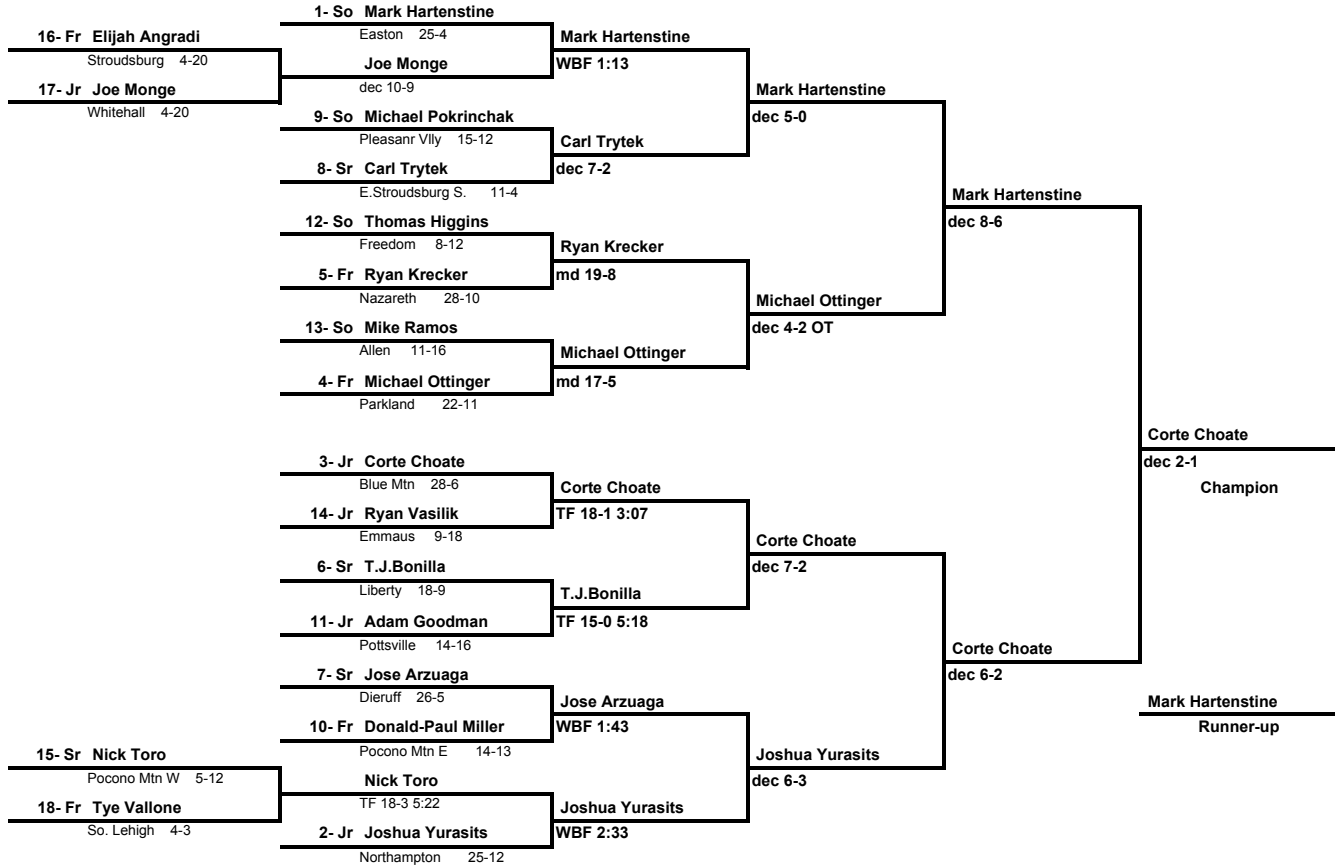 1- So Mark Hartenstine
16- Fr Elijah Angradi
Easton 25-4
Mark Hartenstine
Stroudsburg 4-20
Joe Monge
WBF 1:13
17- Jr Joe Monge
dec 10-9
Mark Hartenstine
Whitehall 4-20
9- So Michael Pokrinchak
dec 5-0
Pleasanr Vlly 15-12
Carl Trytek
8- Sr Carl Trytek
dec 7-2
E.Stroudsburg S. 11-4
Mark Hartenstine
12- So Thomas Higgins
dec 8-6
Freedom 8-12
Ryan Krecker
5- Fr Ryan Krecker
md 19-8
Nazareth 28-10
Michael Ottinger
13- So Mike Ramos
dec 4-2 OT
Allen 11-16
Michael Ottinger
4- Fr Michael Ottinger
md 17-5
Parkland 22-11
Corte Choate
3- Jr Corte Choate
dec 2-1
Blue Mtn 28-6
Corte Choate
Champion
14- Jr Ryan Vasilik
TF 18-1 3:07
Emmaus 9-18
Corte Choate
6- Sr T.J.Bonilla
dec 7-2
Liberty 18-9
T.J.Bonilla
11- Jr Adam Goodman
TF 15-0 5:18
Pottsville 14-16
Corte Choate
7- Sr Jose Arzuaga
dec 6-2
Dieruff 26-5
Jose Arzuaga
Mark Hartenstine
10- Fr Donald-Paul Miller
WBF 1:43
Runner-up
Pocono Mtn E 14-13
15- Sr Nick Toro
Joshua Yurasits
Pocono Mtn W 5-12
Nick Toro
dec 6-3
TF 18-3 5:22
18- Fr Tye Vallone
Joshua Yurasits
So. Lehigh 4-3
2- Jr Joshua Yurasits
WBF 2:33
Northampton 25-12